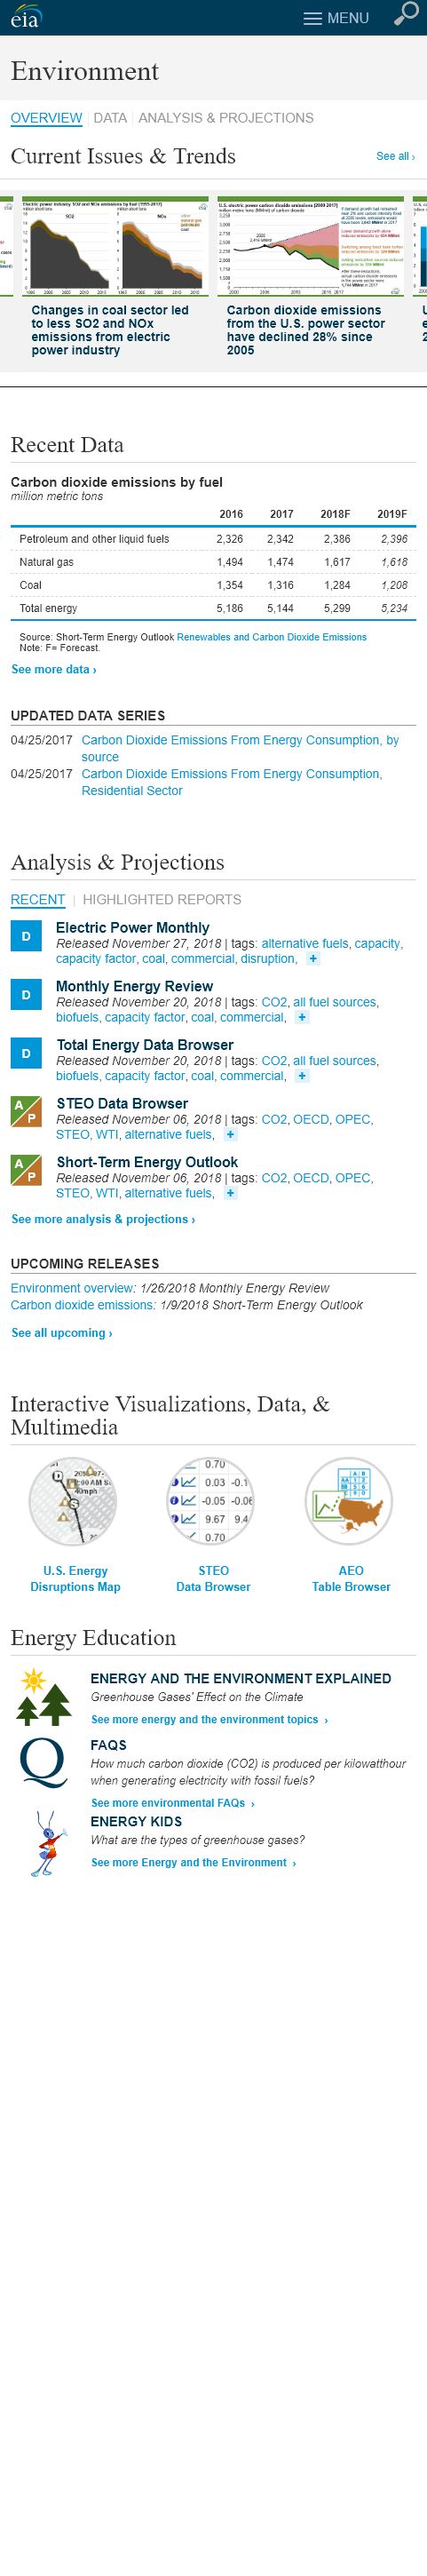 eia
MENU
Environment
OVERVIEW DATA ANALYSIS & PROJECTIONS
Current Issues & Trends
See all ›
Changes in coal sector led
to less SO2 and NOx
emissions from electric
power industry
Carbon dioxide emissions
from the U.S. power sector
have declined 28% since
2005
Recent Data
Carbon dioxide emissions by fuel
million metric tons
2016 2017 2018F 2019F
Petroleum and other liquid fuels 2,326 2,342 2,386 2,396
Natural gas 1,494 1,474 1,617 1,618
Coal 1,354 1,316 1,284 1,208
Total energy 5,186 5,144 5,299 5,234
Source: Short-Term Energy Outlook Renewables and Carbon Dioxide Emissions
Note: F= Forecast.
See more data ›
UPDATED DATA SERIES
04/25/2017 Carbon Dioxide Emissions From Energy Consumption, by
source
04/25/2017 Carbon Dioxide Emissions From Energy Consumption,
Residential Sector
Analysis & Projections
RECENT | HIGHLIGHTED REPORTS
D Electric Power Monthly
Released November 27, 2018 | tags: alternative fuels, capacity,
capacity factor, coal, commercial, disruption, +
D Monthly Energy Review
Released November 20, 2018 | tags: CO2, all fuel sources,
biofuels, capacity factor, coal, commercial, +
D Total Energy Data Browser
Released November 20, 2018 | tags: CO2, all fuel sources,
biofuels, capacity factor, coal, commercial, +
A P STEO Data Browser
Released November 06, 2018 | tags: CO2, OECD, OPEC,
STEO, WTI, alternative fuels, +
A P Short-Term Energy Outlook
Released November 06, 2018 | tags: CO2, OECD, OPEC,
STEO, WTI, alternative fuels, +
See more analysis & projections ›
UPCOMING RELEASES
Environment overview: 1/26/2018 Monthly Energy Review
Carbon dioxide emissions: 1/9/2018 Short-Term Energy Outlook
See all upcoming ›
Interactive Visualizations, Data, &
Multimedia
U.S. Energy
Disruptions Map
STEO
Data Browser
AEO
Table Browser
Energy Education
ENERGY AND THE ENVIRONMENT EXPLAINED
Greenhouse Gases' Effect on the Climate
See more energy and the environment topics ›
Q FAQS
How much carbon dioxide (CO2) is produced per kilowatthour
when generating electricity with fossil fuels?
See more environmental FAQs ›
ENERGY KIDS
What are the types of greenhouse gases?
See more Energy and the Environment ›